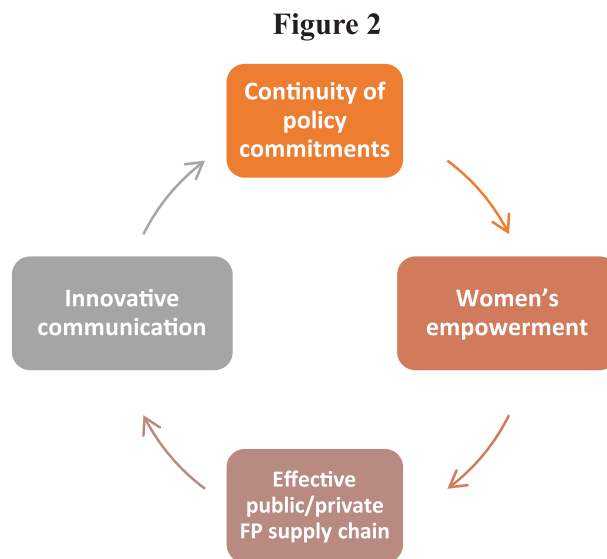 Figure 2
Continuity of
policy
commitments
Women’s
empowerment
Effective
public/private
FP supply chain
Innovative
communication